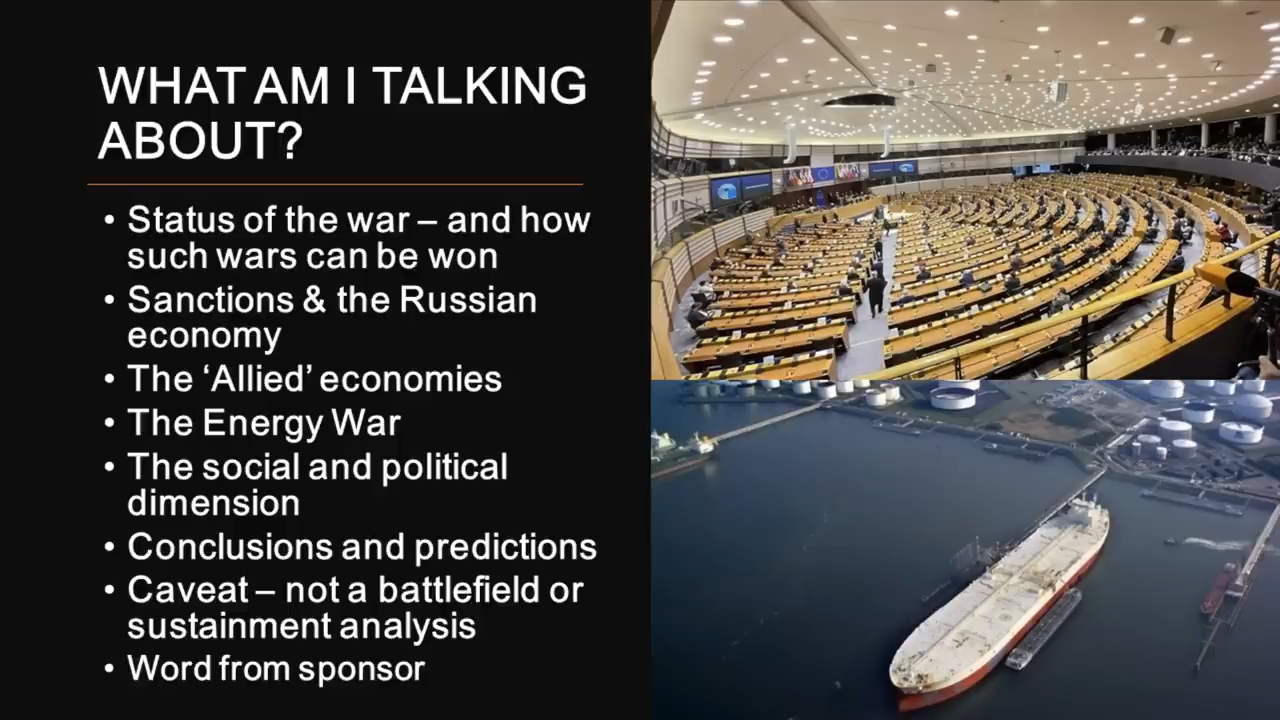 WHAT AM I TALKING
ABOUT?
• Status of the war – and how
such wars can be won
• Sanctions & the Russian
economy
• The ‘Allied’ economies
• The Energy War
• The social and political
dimension
• Conclusions and predictions
• Caveat – not a battlefield or
sustainment analysis
• Word from sponsor